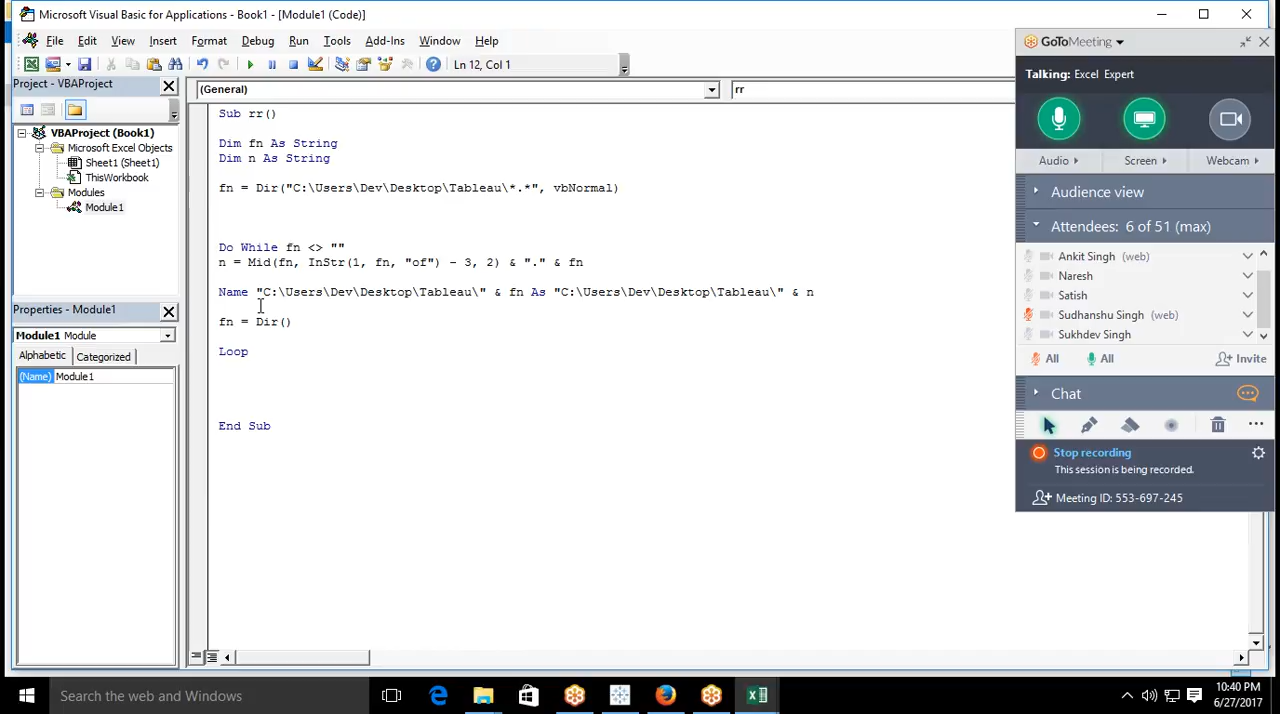 Microsoft Visual Basic for Applications - Book1 - [Module1 (Code)]
File Edit View Insert Format Debug Run Tools Add-Ins Window Help
Ln 12, Col 1
Project - VBAProject
VBAProject (Book1)
Microsoft Excel Objects
Sheet1 (Sheet1)
ThisWorkbook
Modules
Module1
Properties - Module1
Module1 Module
Alphabetic Categorized
(Name) Module1
(General)
rr
Sub rr()
Dim fn As String
Dim n As String
fn = Dir("C:\Users\Dev\Desktop\Tableau\*.*", vbNormal)
Do While fn <> ""
n = Mid(fn, InStr(1, fn, "of") - 3, 2) & "." & fn
Name "C:\Users\Dev\Desktop\Tableau\" & fn As "C:\Users\Dev\Desktop\Tableau\" & n
fn = Dir()
Loop
End Sub
GoToMeeting
Talking: Excel Expert
Audio Screen Webcam
Audience view
Attendees: 6 of 51 (max)
Ankit Singh (web)
Naresh
Satish
Sudhanshu Singh (web)
Sukhdev Singh
All All Invite
Chat
Stop recording
This session is being recorded.
Meeting ID: 553-697-245
Search the web and Windows
10:40 PM
6/27/2017